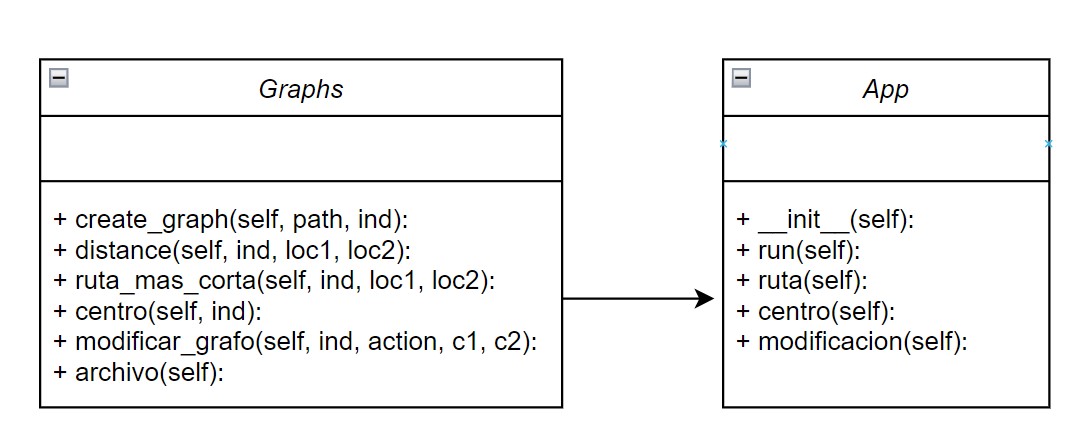 Graphs
+ create_graph(self, path, ind):
+ distance(self, ind, loc1, loc2):
+ ruta_mas_corta(self, ind, loc1, loc2):
+ centro(self, ind):
+ modificar_grafo(self, ind, action, c1, c2):
+ archivo(self):
App
+ __init__(self):
+ run(self):
+ ruta(self):
+ centro(self):
+ modificacion(self):